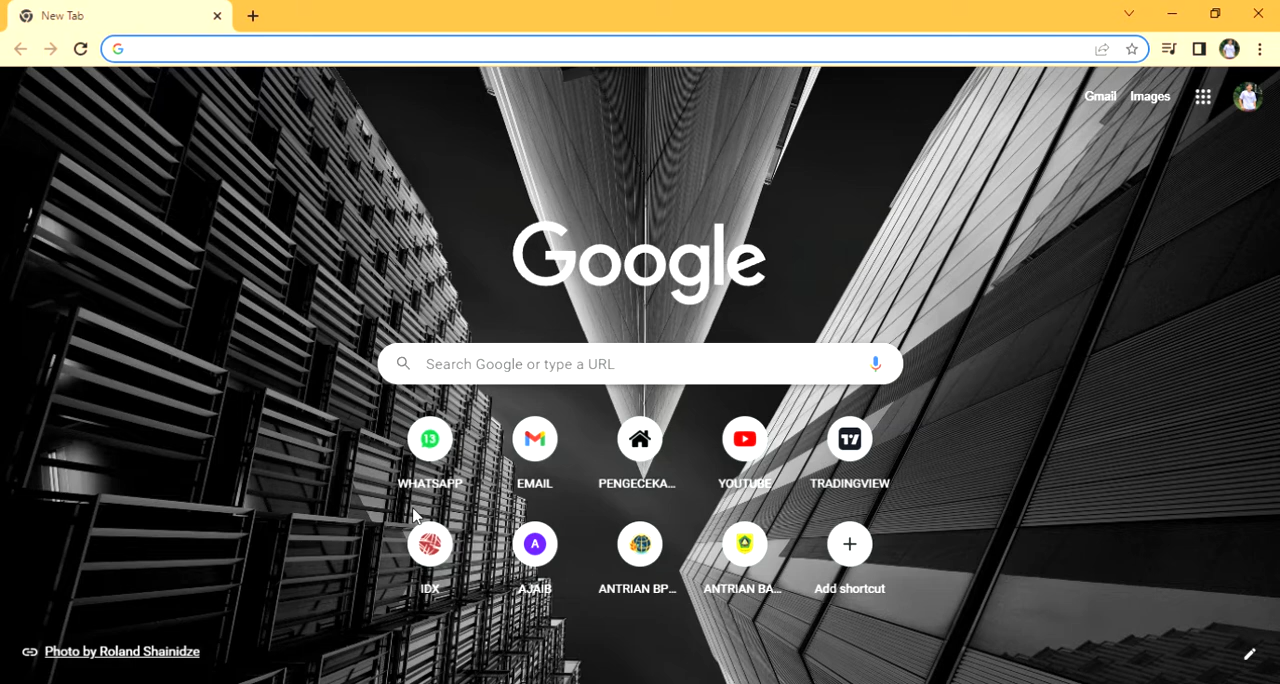 New Tab
Gmail Images
Google
Search Google or type a URL
13
WHATSAPP EMAIL PENGECEKA... YOUTUBE TRADINGVIEW
A
IDX AJAIB ANTRIAN BP... ANTRIAN BA... Add shortcut
Photo by Roland Shainidze